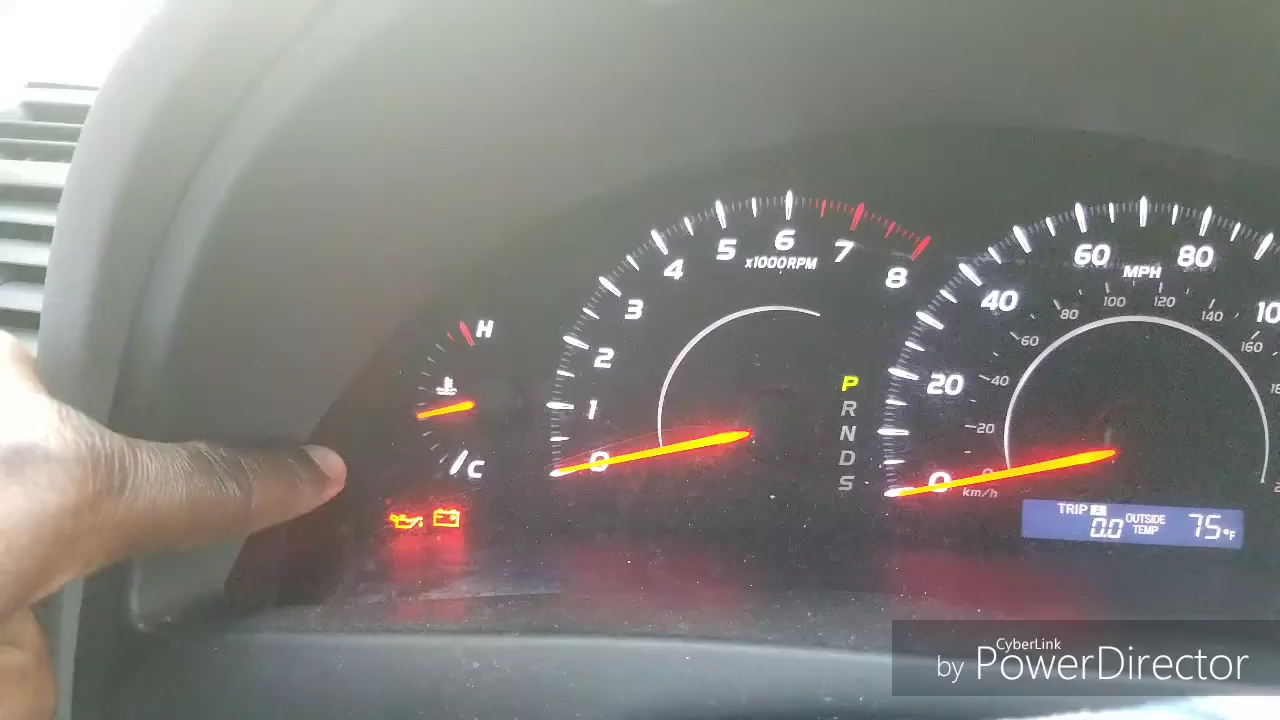 H
C
0
1
2
3
4
5
6
7
8
x1000RPM
P
R
N
D
S
0
20
40
60
80
MPH
20
40
60
80
100
120
140
160
km/h
TRIP A
0.0
OUTSIDE
TEMP
75°F
CyberLink
by PowerDirector